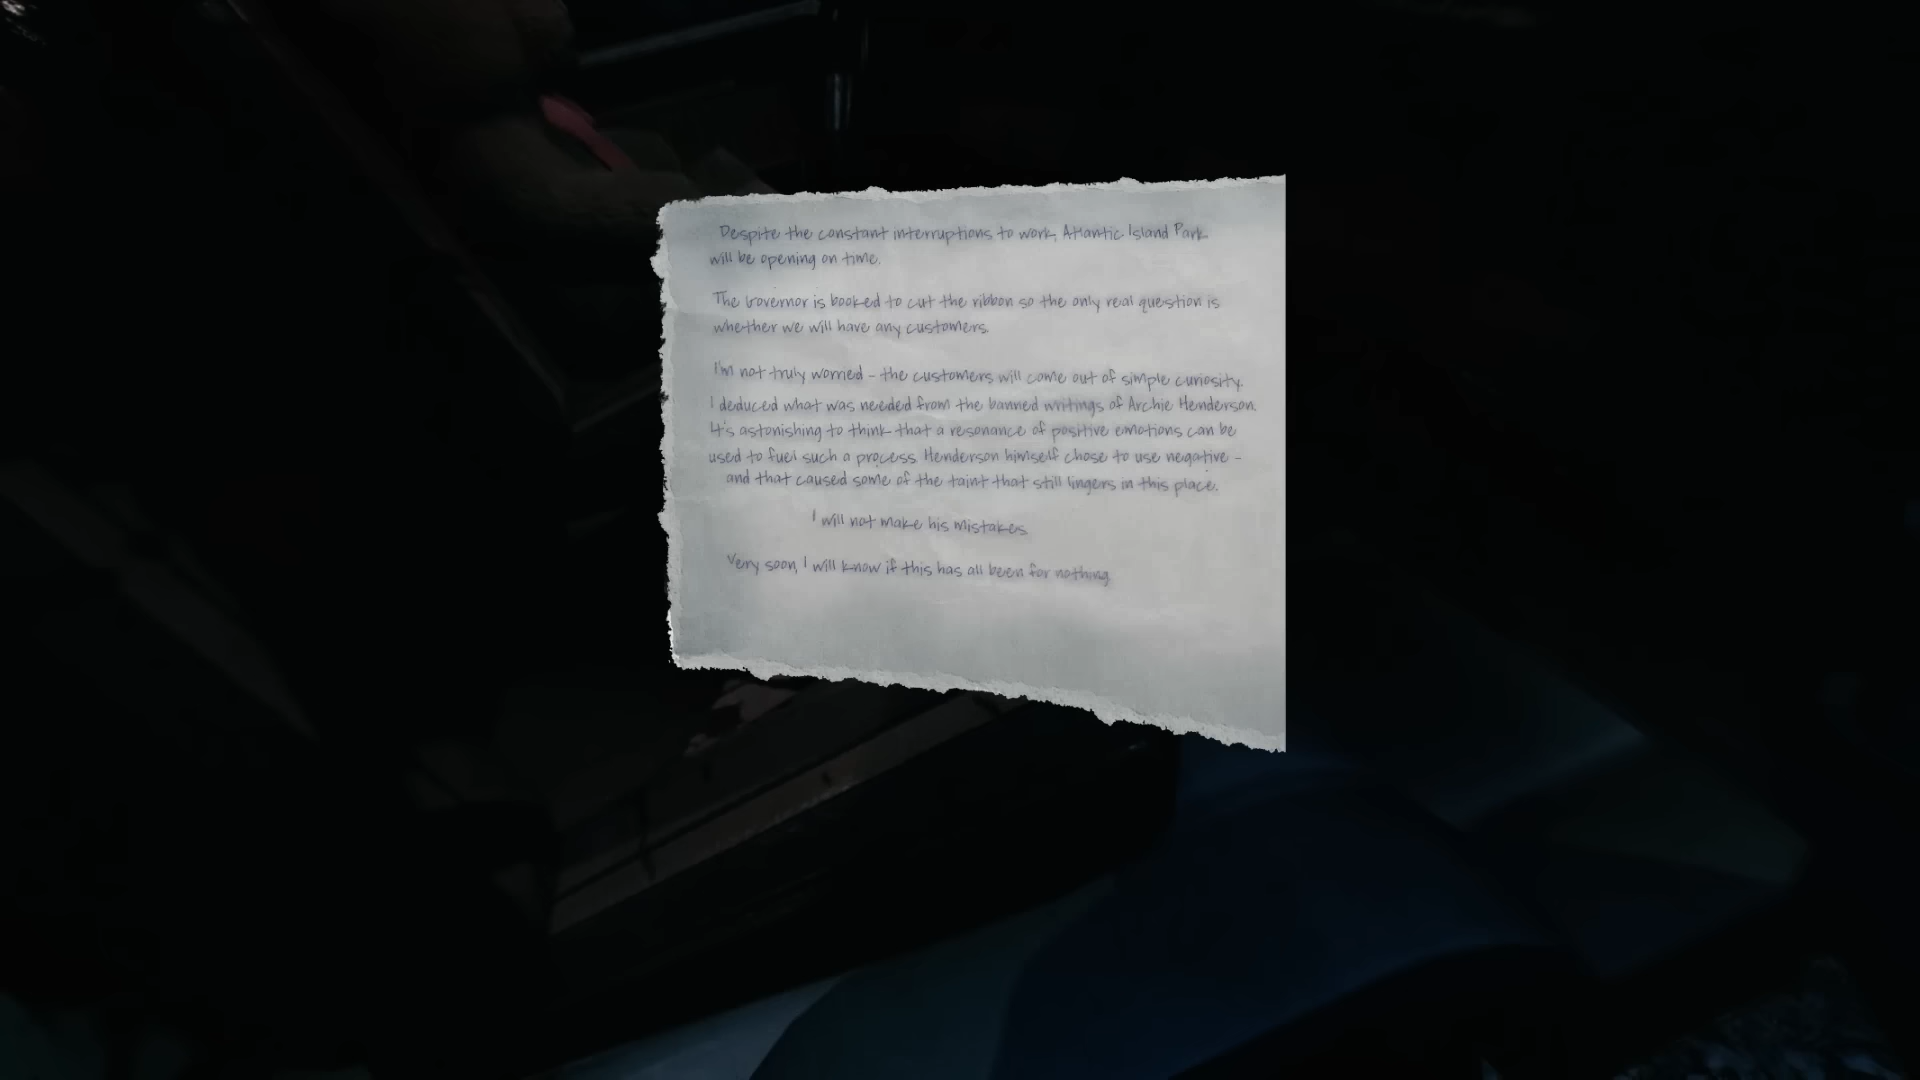 Despite the constant interruptions to work, Atlantic Island Park
will be opening on time.
The Governor is booked to cut the ribbon so the only real question is
whether we will have any customers.
I'm not truly worried – the customers will come out of simple curiosity.
I deduced what was needed from the banned writings of Archie Henderson.
It's astonishing to think that a resonance of positive emotions can be
used to fuel such a process. Henderson himself chose to use negative –
and that caused some of the taint that still lingers in this place.
I will not make his mistakes.
Very soon, I will know if this has all been for nothing.